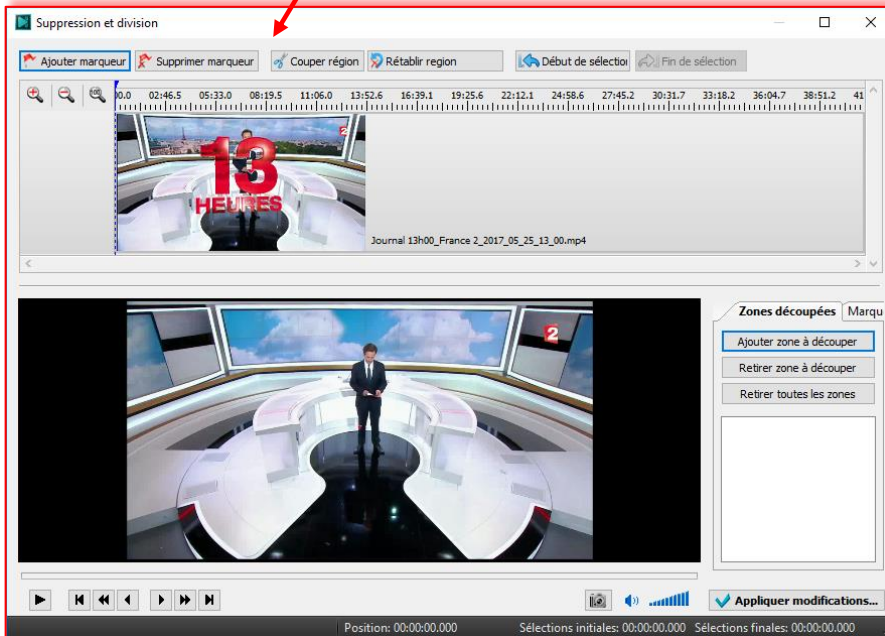 Suppression et division
Ajouter marqueur Supprimer marqueur Couper région Rétablir region Début de sélection Fin de sélection
00.0 02:46.5 05:33.0 08:19.5 11:06.0 13:52.6 16:39.1 19:25.6 22:12.1 24:58.6 27:45.2 30:31.7 33:18.2 36:04.7 38:51.2 41
2
13
HEURES
Journal 13h00_France 2_2017_05_25_13_00.mp4
Zones découpées Marqu
2
Ajouter zone à découper
Retirer zone à découper
Retirer toutes les zones
Appliquer modifications...
Position: 00:00:00.000 Sélections initiales: 00:00:00.000 Sélections finales: 00:00:00.000